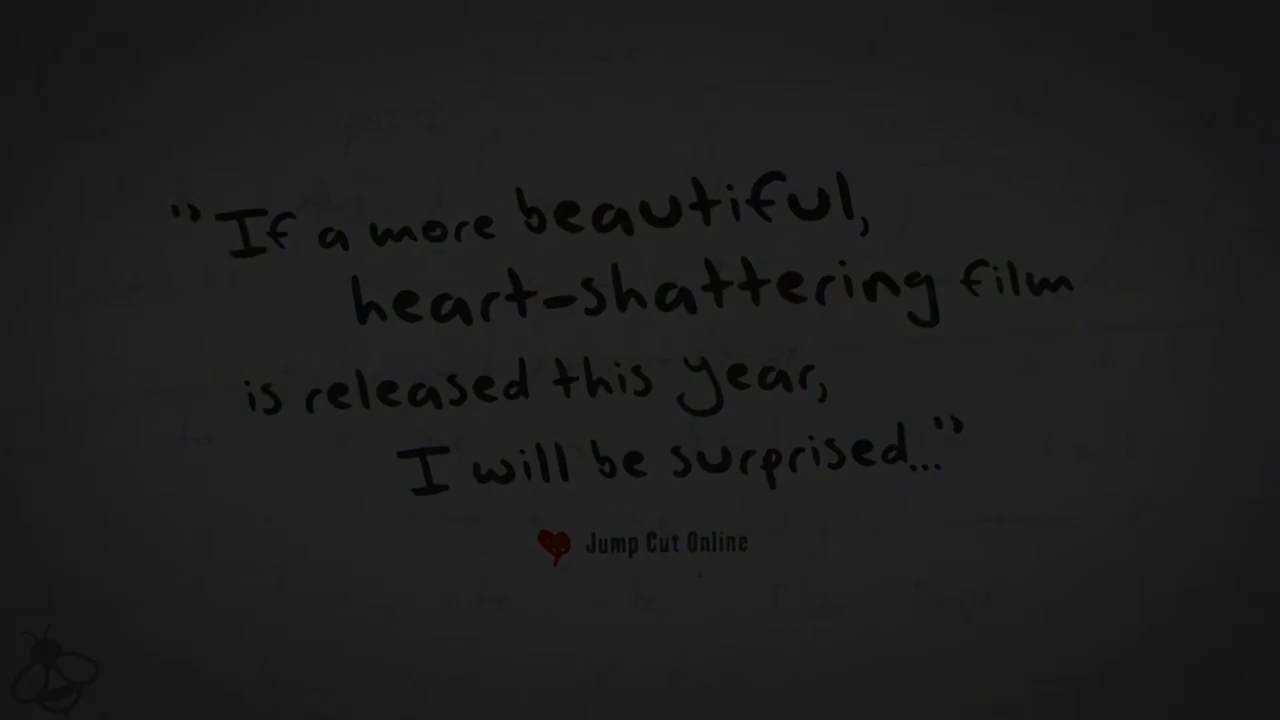 "If a more beautiful,
heart-shattering film
is released this year,
I will be surprised..."
Jump Cut Online